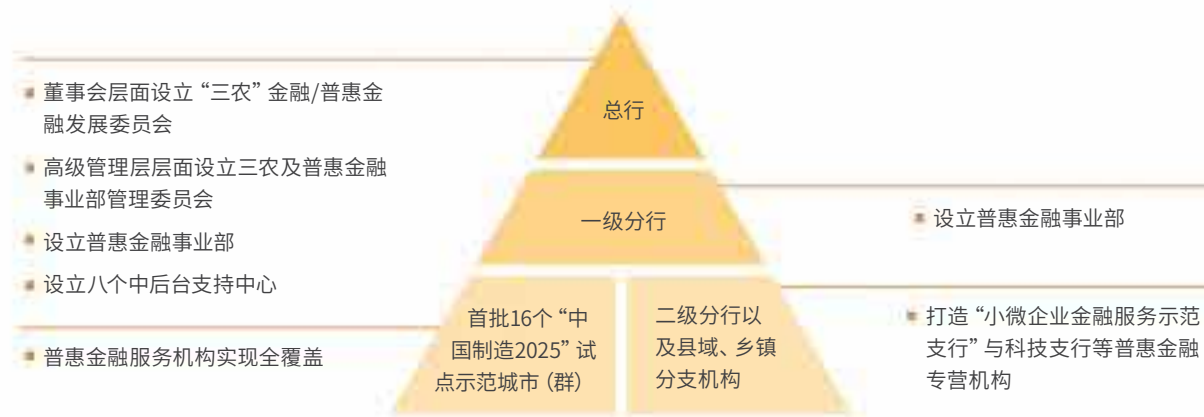 董事会层面设立“三农”金融/普惠金
融发展委员会
高级管理层层面设立三农及普惠金融
事业部管理委员会
设立普惠金融事业部
设立八个中后台支持中心
普惠金融服务机构实现全覆盖
总行
一级分行
首批16个“中
国制造2025”试
点示范城市（群）
二级分行以
及县域、乡镇
分支机构
设立普惠金融事业部
打造“小微企业金融服务示范
支行”与科技支行等普惠金融
专营机构